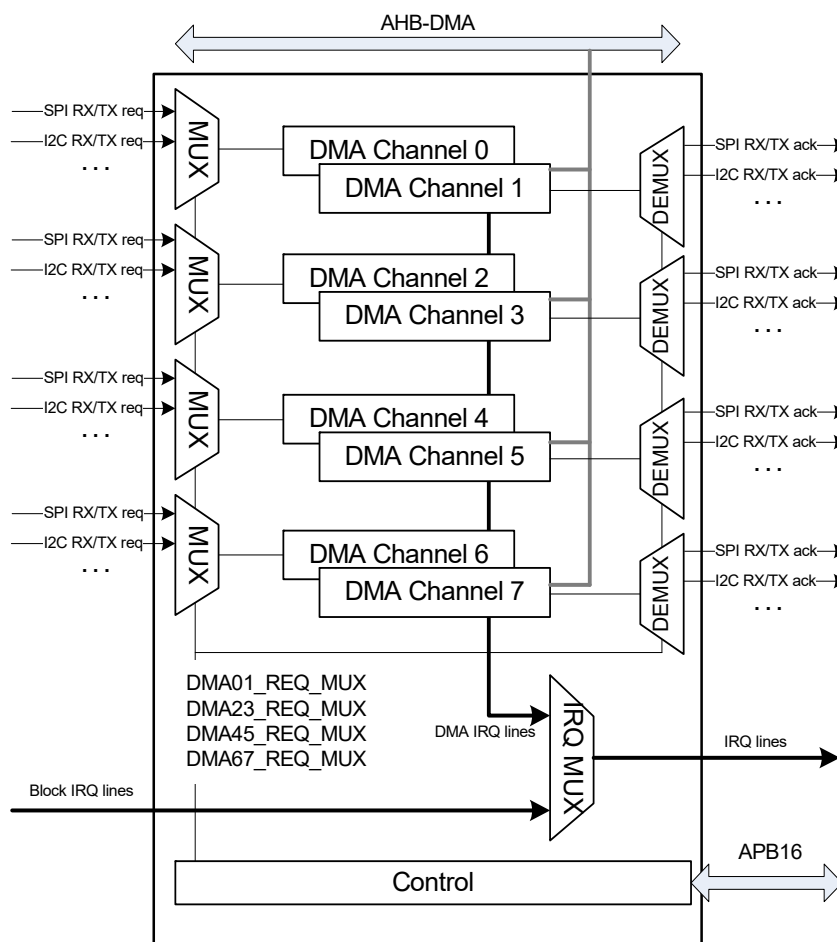 AHB-DMA
SPI RX/TX req
I2C RX/TX req
. . .
MUX
DMA Channel 0
DMA Channel 1
DEMUX
SPI RX/TX ack
I2C RX/TX ack
. . .
SPI RX/TX req
I2C RX/TX req
. . .
MUX
DMA Channel 2
DMA Channel 3
DEMUX
SPI RX/TX ack
I2C RX/TX ack
. . .
SPI RX/TX req
I2C RX/TX req
. . .
MUX
DMA Channel 4
DMA Channel 5
DEMUX
SPI RX/TX ack
I2C RX/TX ack
. . .
SPI RX/TX req
I2C RX/TX req
. . .
MUX
DMA Channel 6
DMA Channel 7
DEMUX
SPI RX/TX ack
I2C RX/TX ack
. . .
DMA01_REQ_MUX
DMA23_REQ_MUX
DMA45_REQ_MUX
DMA67_REQ_MUX
DMA IRQ lines
IRQ MUX
IRQ lines
Block IRQ lines
Control
APB16